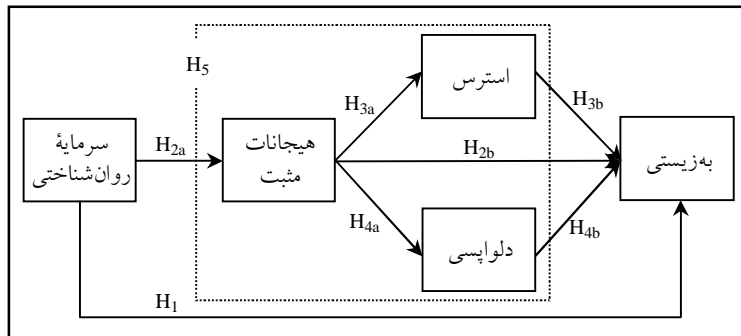 H5
استرس
H3a
H3b
سرمایهٔ
روان‌شناختی
H2a
هیجانات
مثبت
H2b
به‌زیستی
H4a
دلواپسی
H4b
H1